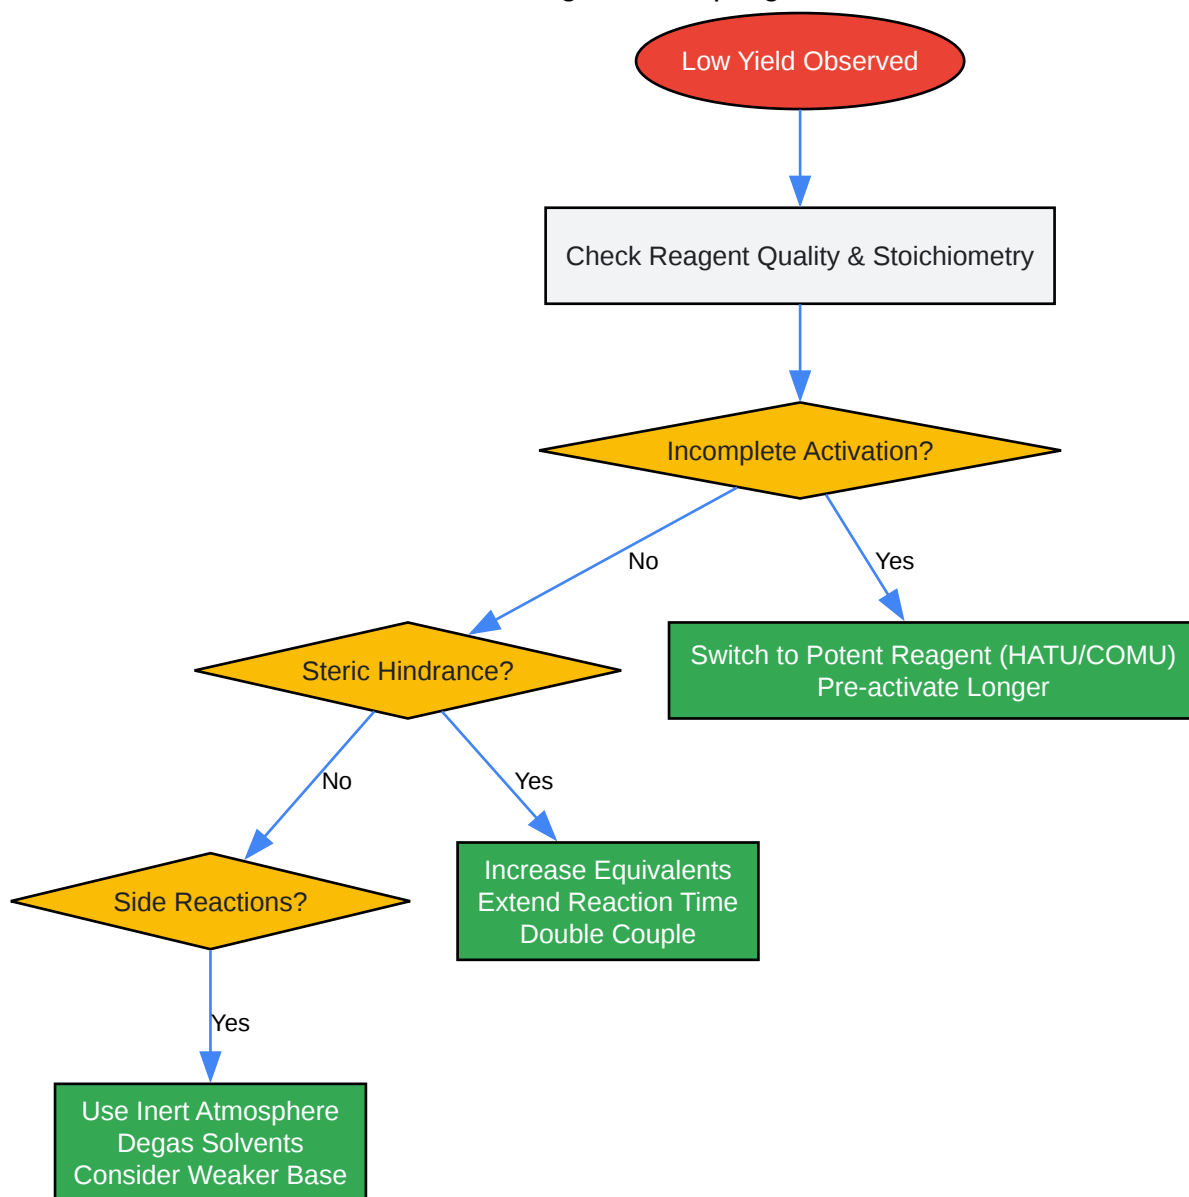 Low Yield Observed
Check Reagent Quality & Stoichiometry
Incomplete Activation?
No
Yes
Steric Hindrance?
Switch to Potent Reagent (HATU/COMU)
Pre-activate Longer
No
Yes
Side Reactions?
Increase Equivalents
Extend Reaction Time
Double Couple
Yes
Use Inert Atmosphere
Degas Solvents
Consider Weaker Base